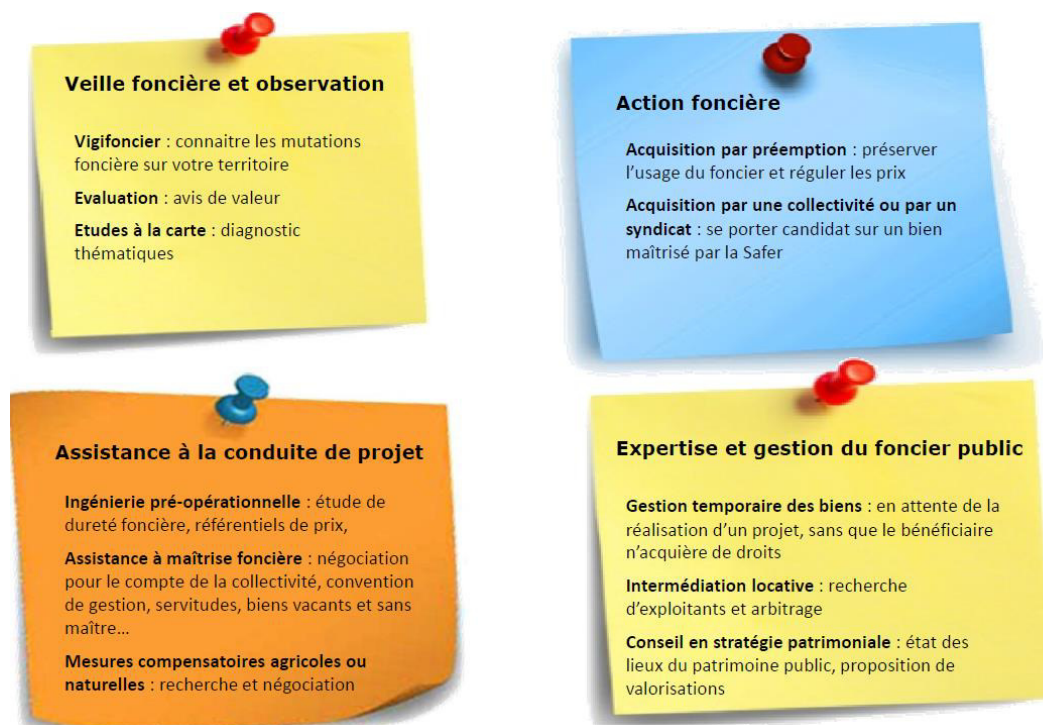 Veille foncière et observation
Vigifoncier : connaitre les mutations
foncière sur votre territoire
Evaluation : avis de valeur
Etudes à la carte : diagnostic
thématiques
Action foncière
Acquisition par préemption : préserver
l’usage du foncier et réguler les prix
Acquisition par une collectivité ou par un
syndicat : se porter candidat sur un bien
maîtrisé par la Safer
Assistance à la conduite de projet
Ingénierie pré-opérationnelle : étude de
dureté foncière, référentiels de prix,
Assistance à maîtrise foncière : négociation
pour le compte de la collectivité, convention
de gestion, servitudes, biens vacants et sans
maître…
Mesures compensatoires agricoles ou
naturelles : recherche et négociation
Expertise et gestion du foncier public
Gestion temporaire des biens : en attente de la
réalisation d’un projet, sans que le bénéficiaire
n’acquière de droits
Intermédiation locative : recherche
d’exploitants et arbitrage
Conseil en stratégie patrimoniale : état des
lieux du patrimoine public, proposition de
valorisations